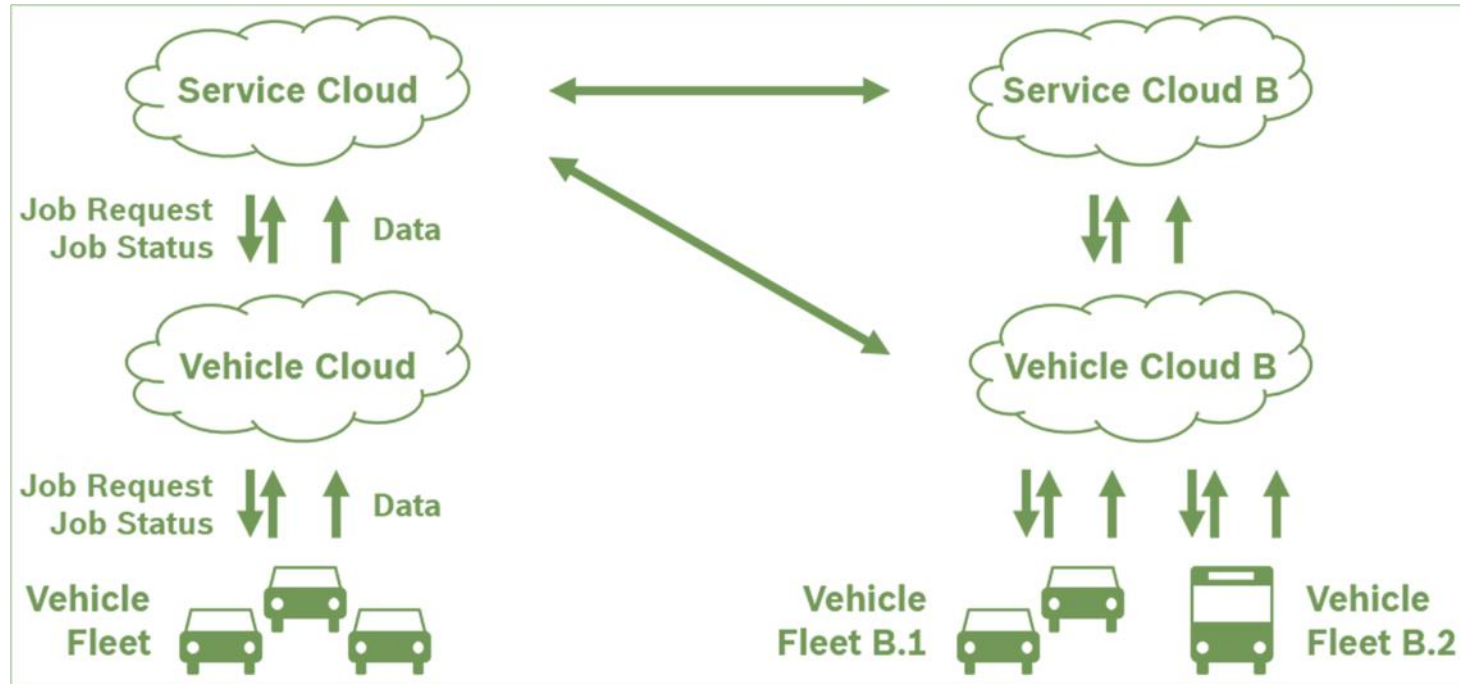 Service Cloud
Service Cloud B
Job Request
Job Status
Data
Vehicle Cloud
Vehicle Cloud B
Job Request
Job Status
Data
Vehicle
Fleet
Vehicle
Fleet B.1
Vehicle
Fleet B.2